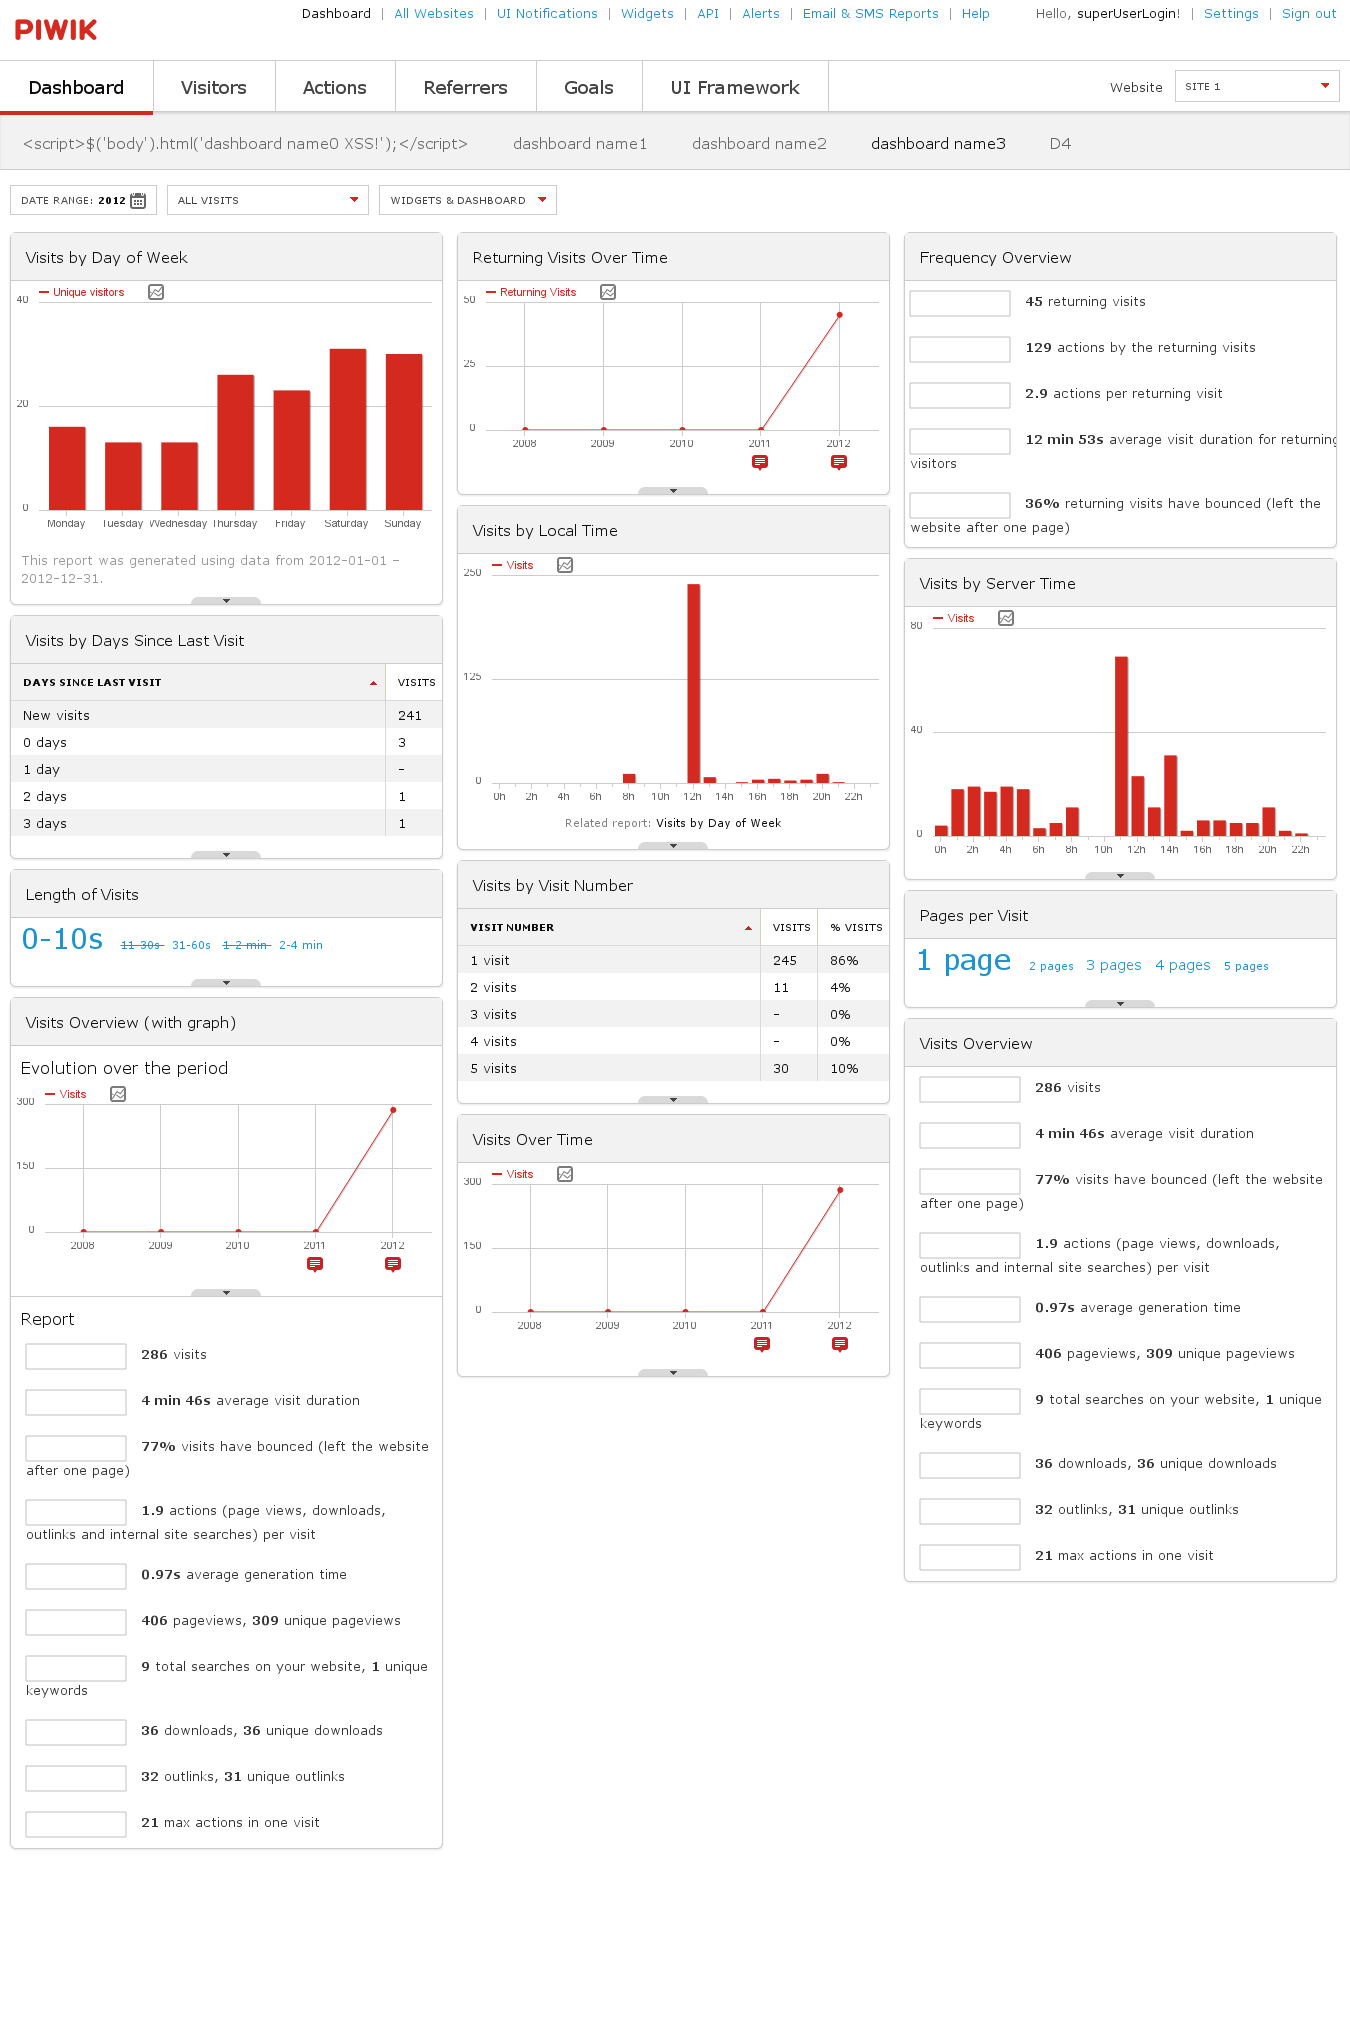 PIWIK
Dashboard | All Websites | UI Notifications | Widgets | API | Alerts | Email & SMS Reports | Help
Hello, superUserLogin! | Settings | Sign out
Dashboard
Visitors
Actions
Referrers
Goals
UI Framework
Website
SITE 1
<script>$('body').html('dashboard name0 XSS!');</script>
dashboard name1
dashboard name2
dashboard name3
D4
DATE RANGE: 2012
ALL VISITS
WIDGETS & DASHBOARD
Visits by Day of Week
Unique visitors
40
20
0
Monday Tuesday Wednesday Thursday Friday Saturday Sunday
This report was generated using data from 2012-01-01 –
2012-12-31.
Visits by Days Since Last Visit
DAYS SINCE LAST VISIT VISITS
New visits 241
0 days 3
1 day -
2 days 1
3 days 1
Length of Visits
0-10s 11-30s 31-60s 1-2 min 2-4 min
Visits Overview (with graph)
Evolution over the period
Visits
300
150
0
2008 2009 2010 2011 2012
Report
286 visits
4 min 46s average visit duration
77% visits have bounced (left the website
after one page)
1.9 actions (page views, downloads,
outlinks and internal site searches) per visit
0.97s average generation time
406 pageviews, 309 unique pageviews
9 total searches on your website, 1 unique
keywords
36 downloads, 36 unique downloads
32 outlinks, 31 unique outlinks
21 max actions in one visit
Returning Visits Over Time
Returning Visits
50
25
0
2008 2009 2010 2011 2012
Visits by Local Time
Visits
250
125
0
0h 2h 4h 6h 8h 10h 12h 14h 16h 18h 20h 22h
Related report: Visits by Day of Week
Visits by Visit Number
VISIT NUMBER VISITS % VISITS
1 visit 245 86%
2 visits 11 4%
3 visits - 0%
4 visits - 0%
5 visits 30 10%
Visits Over Time
Visits
300
150
0
2008 2009 2010 2011 2012
Frequency Overview
45 returning visits
129 actions by the returning visits
2.9 actions per returning visit
12 min 53s average visit duration for returning
visitors
36% returning visits have bounced (left the
website after one page)
Visits by Server Time
Visits
80
40
0
0h 2h 4h 6h 8h 10h 12h 14h 16h 18h 20h 22h
Pages per Visit
1 page 2 pages 3 pages 4 pages 5 pages
Visits Overview
286 visits
4 min 46s average visit duration
77% visits have bounced (left the website
after one page)
1.9 actions (page views, downloads,
outlinks and internal site searches) per visit
0.97s average generation time
406 pageviews, 309 unique pageviews
9 total searches on your website, 1 unique
keywords
36 downloads, 36 unique downloads
32 outlinks, 31 unique outlinks
21 max actions in one visit